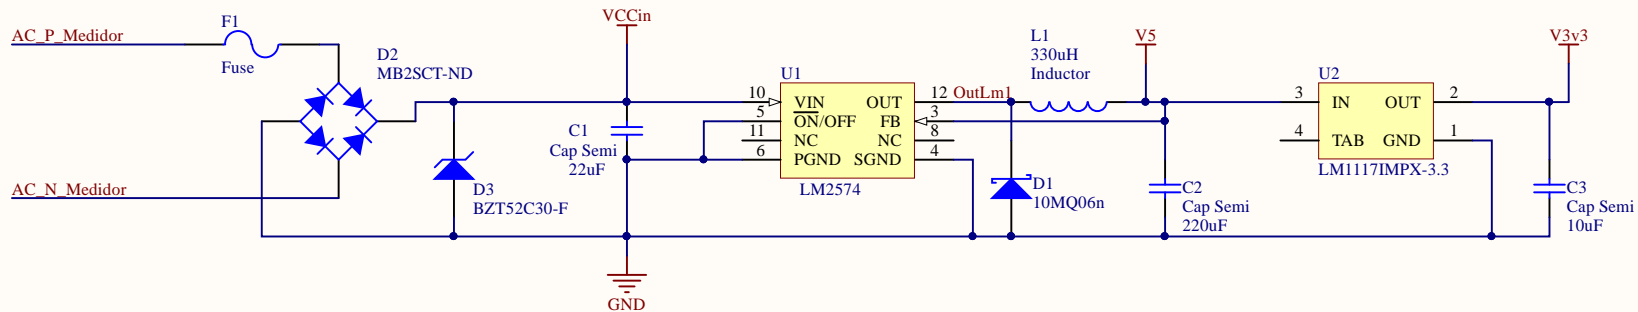 AC_P_Medidor
F1
Fuse
D2
MB2SCT-ND
AC_N_Medidor
D3
BZT52C30-F
VCCin
C1
Cap Semi
22uF
GND
U1
10 VIN OUT 12
5 ON/OFF FB 3
11 NC NC 8
6 PGND SGND 4
LM2574
OutLm1
D1
10MQ06n
L1
330uH
Inductor
V5
C2
Cap Semi
220uF
U2
3 IN OUT 2
4 TAB GND 1
LM1117IMPX-3.3
V3v3
C3
Cap Semi
10uF